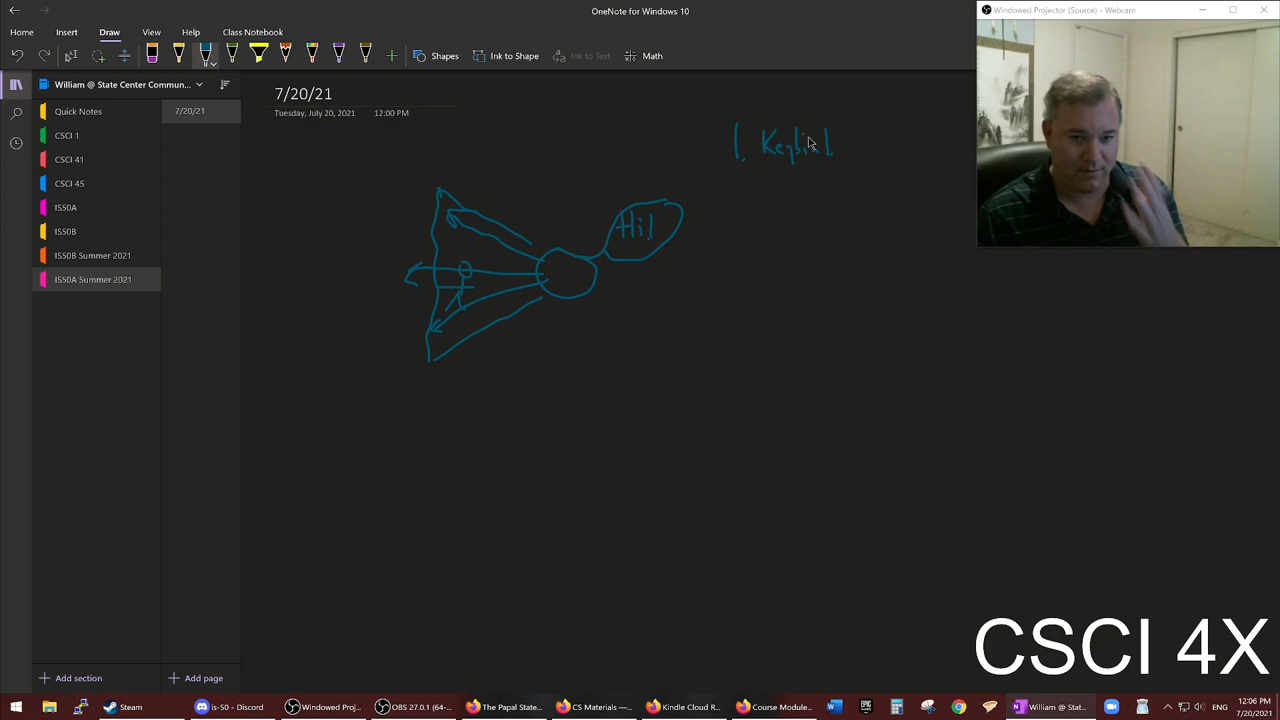 OneNote for Windows 10
Windowed Projector (Source) - Webcam
Home Insert Draw View Help Class Notebook
Shapes Ink to Shape Ink to Text Math
William @ State Center Commun...
Quick Notes
CSCI 1
CSCI 41
CSCI 45
IS50A
IS50B
IS50B Summer 2021
IS50A Summer 2021
7/20/21
7/20/21
Tuesday, July 20, 2021 12:00 PM
1.
Hi!
Add section
Add page
CSCI 4X
Steam
is-50 - Discord
Windowed Proj...
OBS 27.0.1 (64-...
The Papal State...
CS Materials —...
Kindle Cloud R...
Course Module...
William @ Stat...
ENG
12:06 PM
7/20/2021